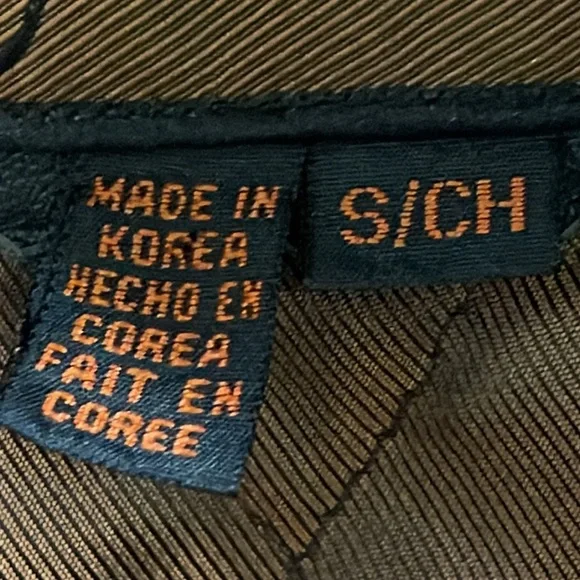 MADE IN
KOREA
HECHO EN
COREA
FAIT EN
COREE
S/CH